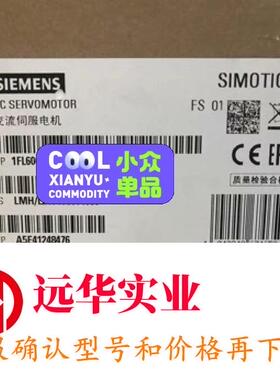 SIEMENS
SIMOTIC
C SERVOMOTOR
FS 01
交流伺服电机
COOL 小众
XIANYU 单品
COMMODITY
P 1FL60
质量检验合
S LMH/
P A5E41248476
远华实业
确认型号和价格再下